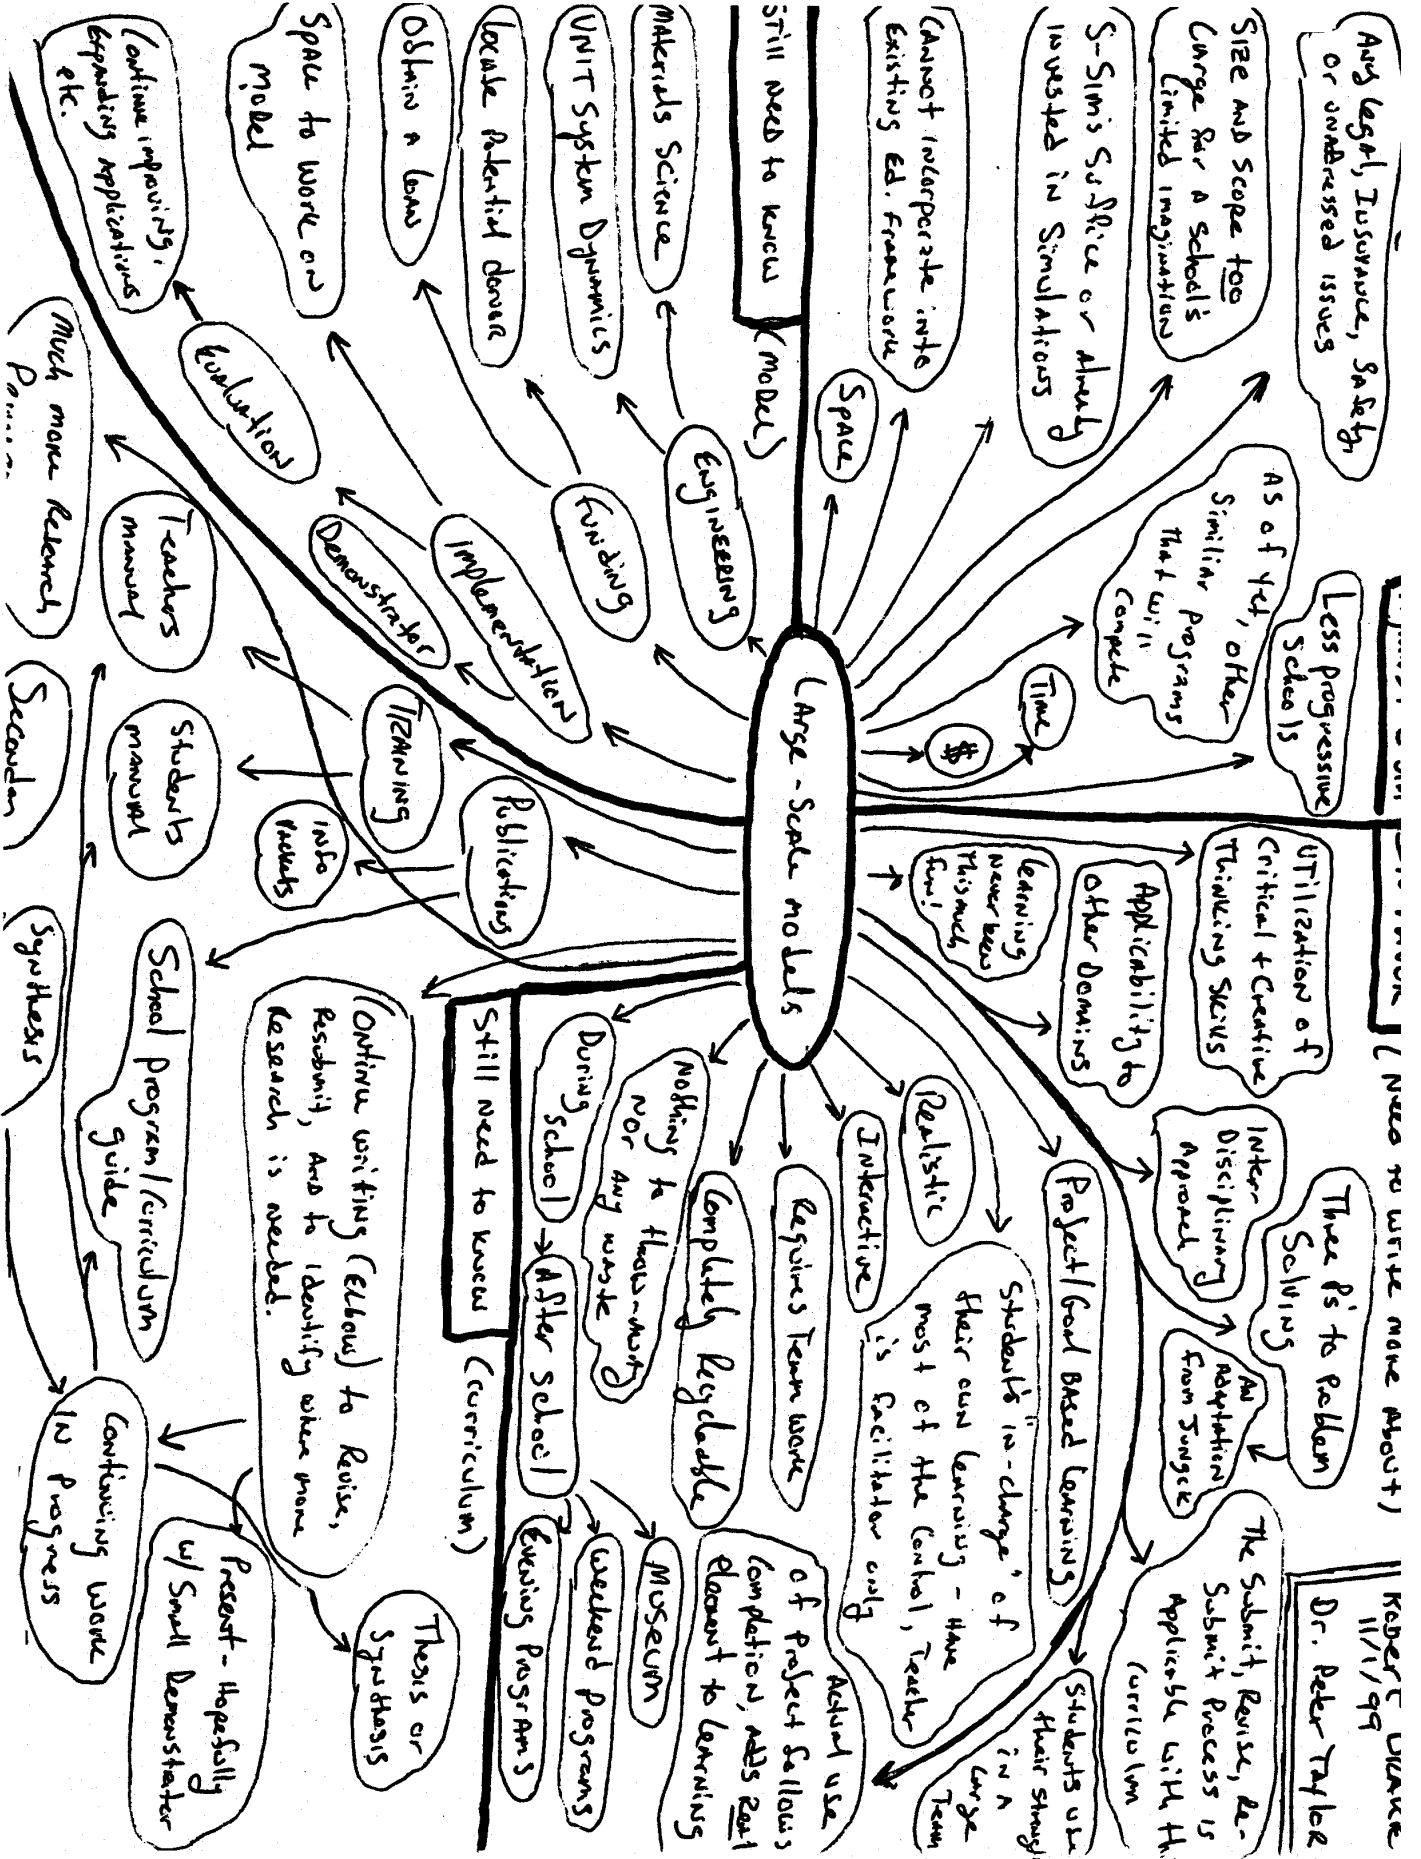 Robert Drake
11/1/99
Dr. Peter Taylor
(Need to write more about)
Any legal, Insurance, Safety,
or unadressed issues
Size and Scope too
Large for a school's
limited imagination
S-Sims Suffice or already
invested in Simulations
Cannot incorporate into
Existing Ed. Framework
Space
As of yet, other
Similiar programs
that will
compete
Less progressive
Schools
Time
$
Utilization of
Critical + Creative
Thinking Skills
Applicability to
Other Domains
Learning
never been
this much
fun!
Three P's to Problem
Solving
An
Adaptation
from Jungck
Inter-
Disciplinary
Approach
The Submit, Revise, Re-
Submit Process is
Applicable with th
curriculum
Project/Goal Based Learning
Students use
their streng
in a
Large
Team
Students "in-charge" of
their own learning - Have
most of the control, Teacher
is facilitator only
Realistic
Interactive
Requires Team work
Completely Recycleable
Nothing to throw-away
Nor any waste
Actual use
of project follows
Completion, adds Real
element to learning
During
School
After School
Museum
Weekend Programs
Evening Programs
Large-Scale models
Still need to know
(model)
Materials Science
Unit System Dynamics
Engineering
Locate Potential donor
Obtain a loan
Funding
Space to work on
model
Implementation
Demonstrator
Evaluation
Continue improving,
expanding applications
etc.
Still need to know
(curriculum)
Publications
Training
Info
Packets
Teachers
manual
Students
manual
School program/curriculum
guide
Continue writing (Elbow) to Revise,
Resubmit, and to identify where more
Research is needed.
Thesis or
Synthesis
Present - Hopefully
w/ Small Demonstrator
Continuing work
IN Progress
Much more Research
Secondary
Synthesis